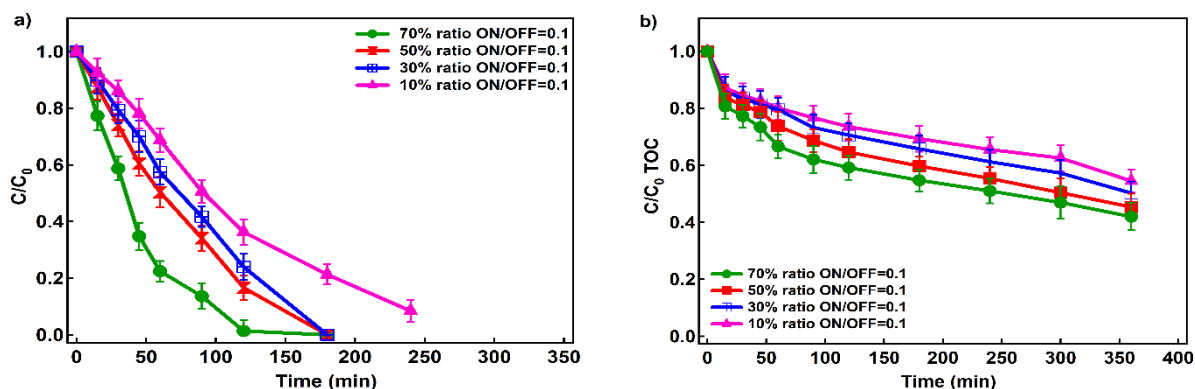 a)
C/C0
1.0
0.8
0.6
0.4
0.2
0.0
70% ratio ON/OFF=0.1
50% ratio ON/OFF=0.1
30% ratio ON/OFF=0.1
10% ratio ON/OFF=0.1
0 50 100 150 200 250 300 350
Time (min)
b)
C/C0 TOC
1.0
0.8
0.6
0.4
0.2
0.0
70% ratio ON/OFF=0.1
50% ratio ON/OFF=0.1
30% ratio ON/OFF=0.1
10% ratio ON/OFF=0.1
0 50 100 150 200 250 300 350 400
Time (min)